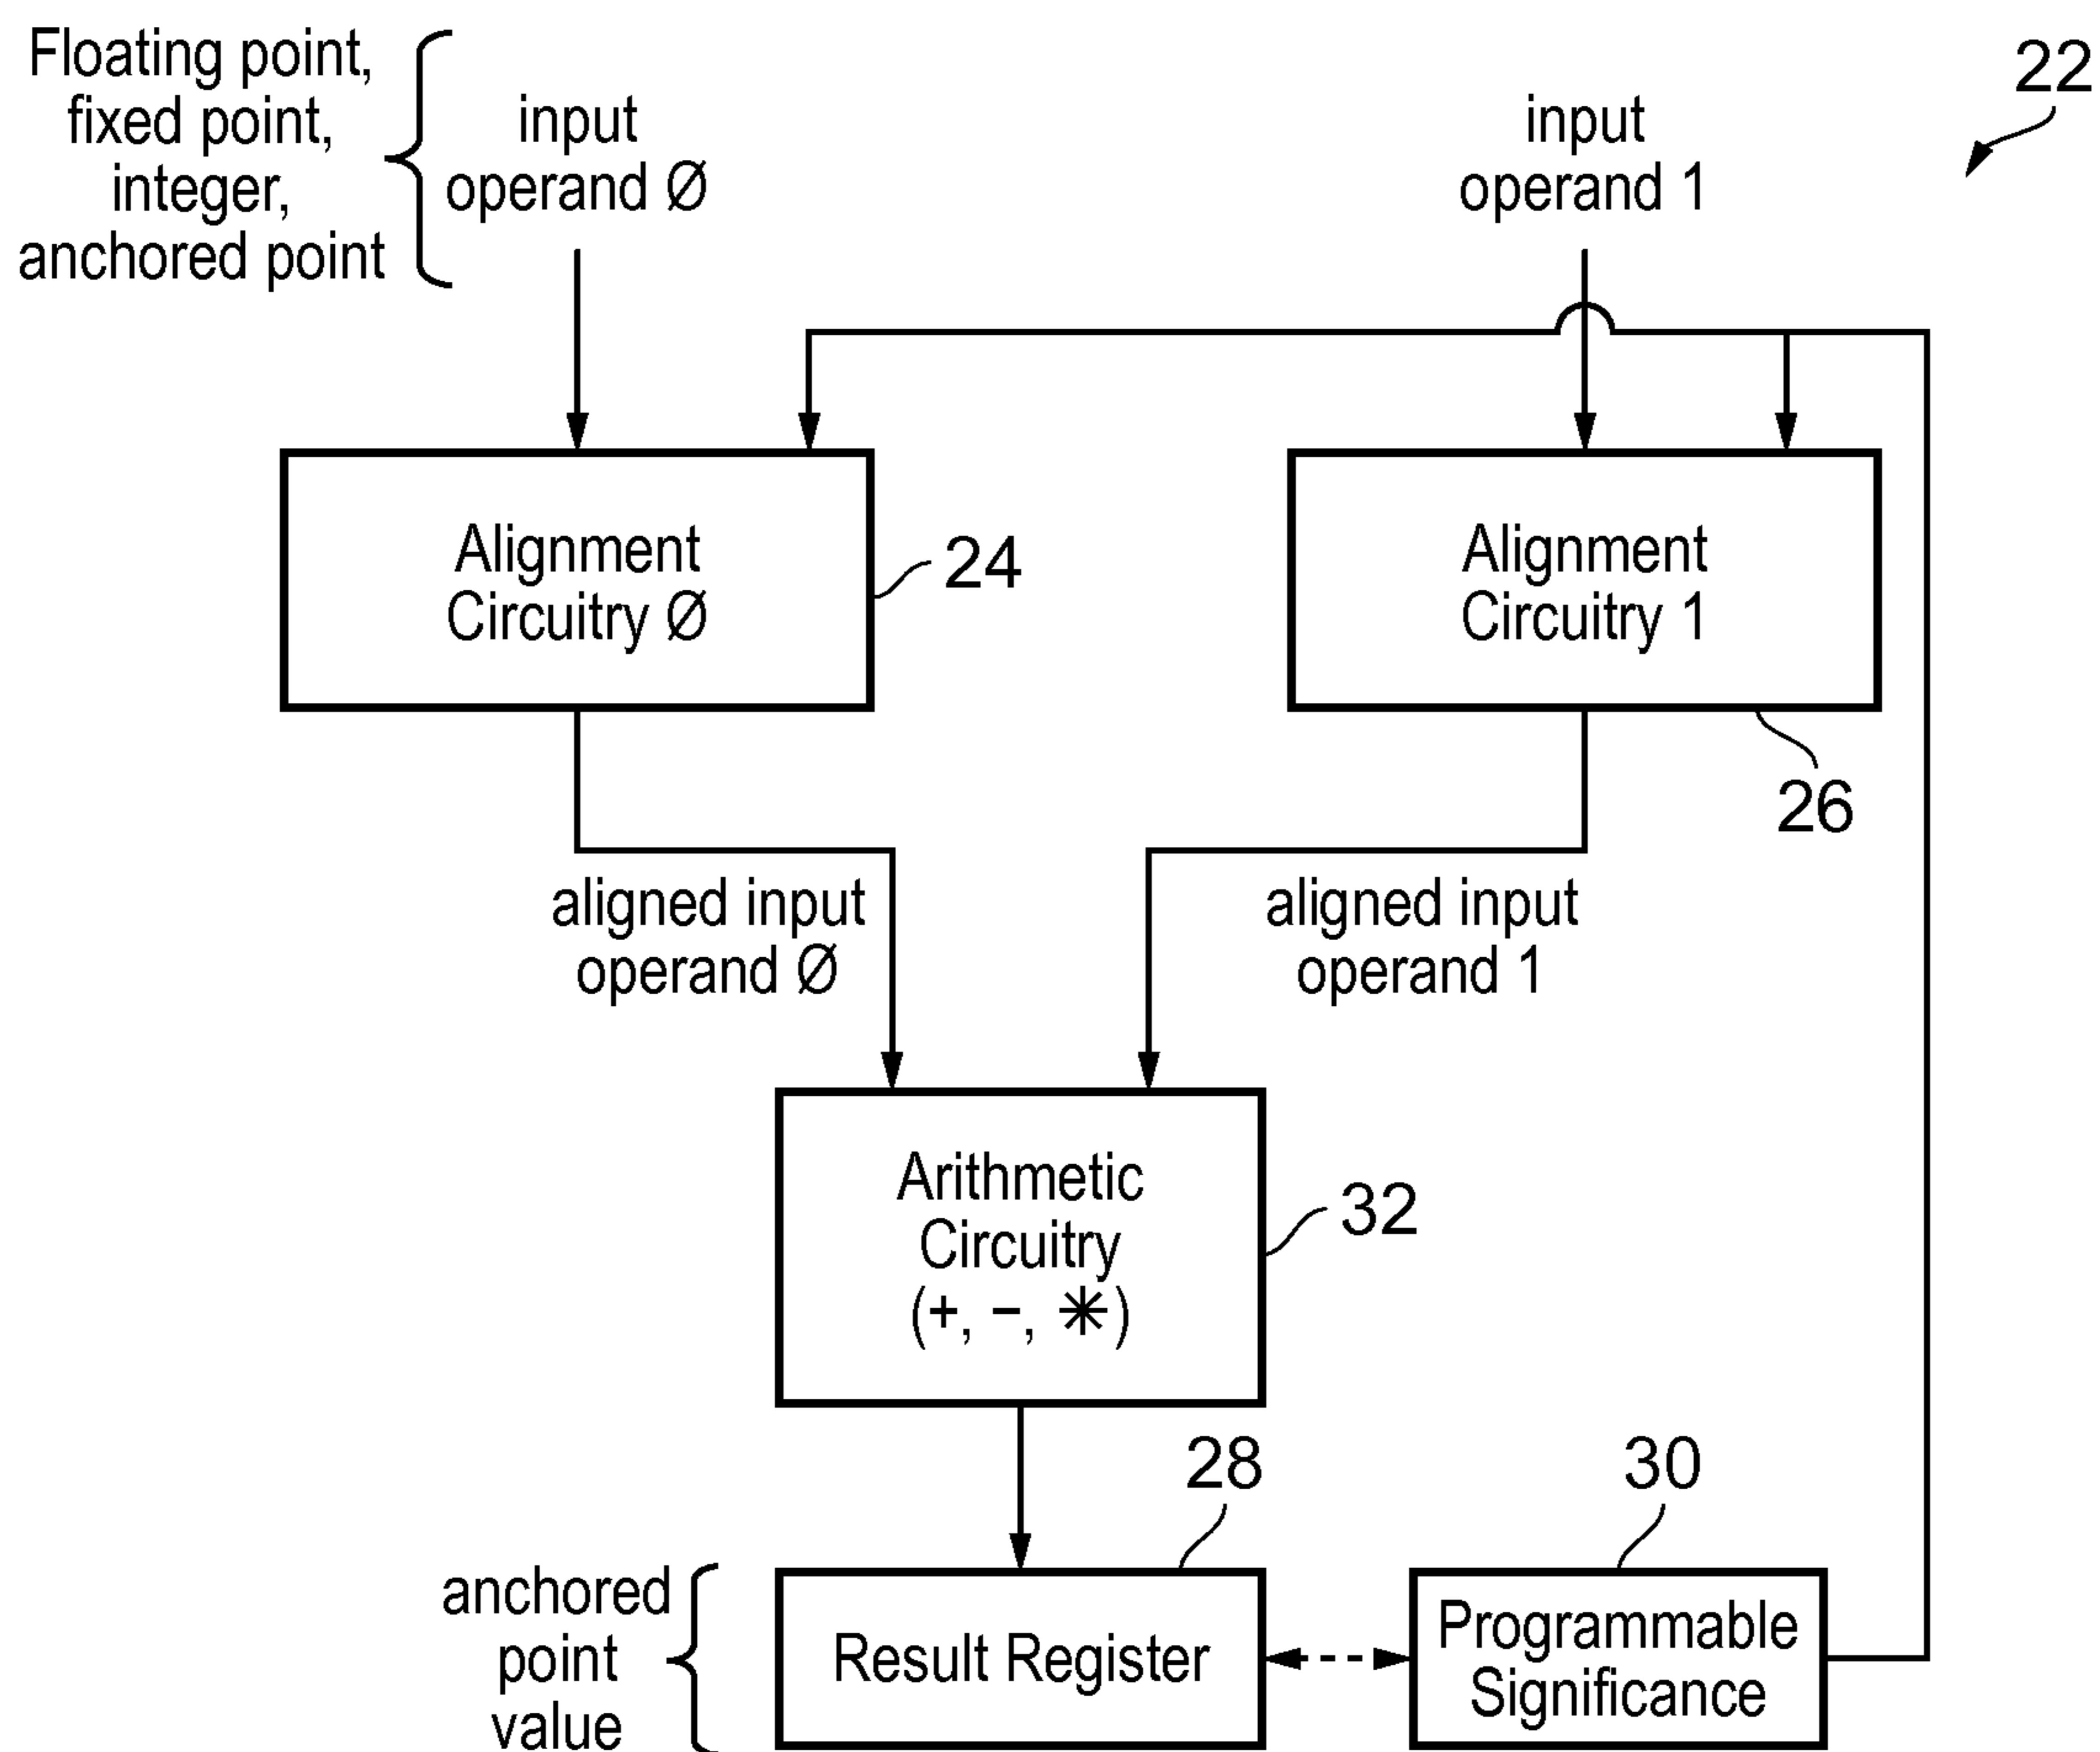 Floating point,
fixed point,
integer,
anchored point
input
operand Ø
input
operand 1
22
Alignment
Circuitry Ø
24
Alignment
Circuitry 1
26
aligned input
operand Ø
aligned input
operand 1
Arithmetic
Circuitry
(+, −, ✳)
32
28
30
anchored
point
value
Result Register
Programmable
Significance